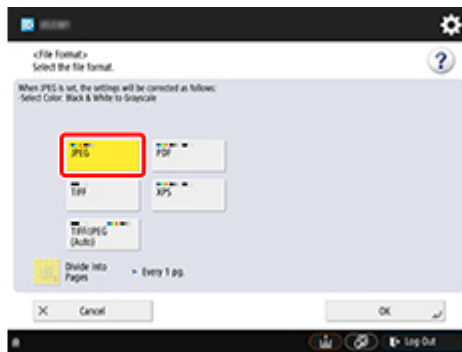 <File Format>
Select the file format.
?
When JPEG is set, the settings will be corrected as follows:
-Select Color: Black & White to Grayscale
JPEG
PDF
TIFF
XPS
TIFF/JPEG
(Auto)
Divide into
Pages
Every 1 pg.
Cancel
OK
Log Out